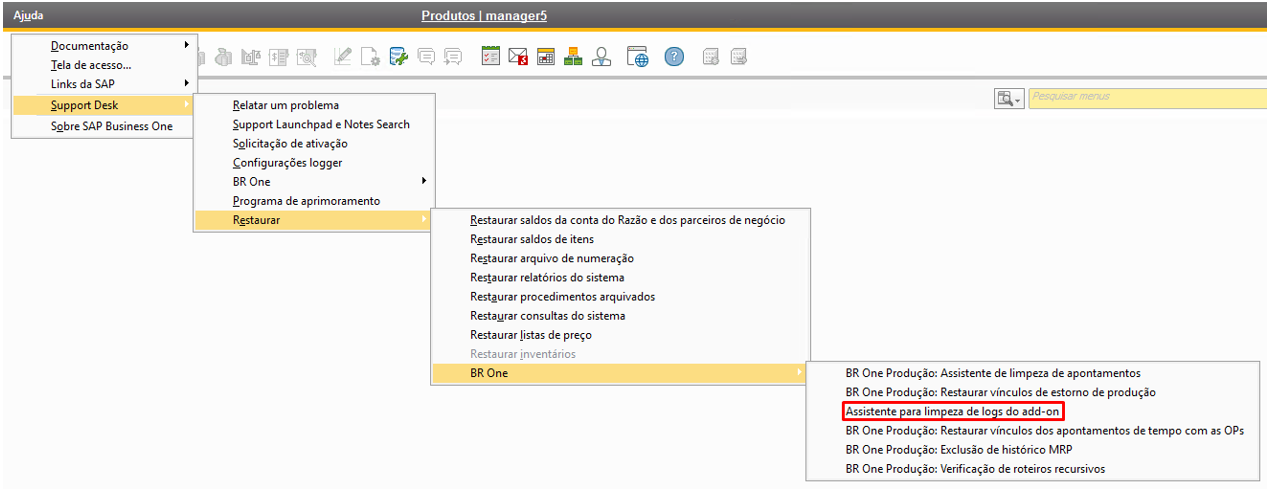 Ajuda
Produtos | manager5
Pesquisar menus
Documentação
Tela de acesso...
Links da SAP
Support Desk
Sobre SAP Business One
Relatar um problema
Support Launchpad e Notes Search
Solicitação de ativação
Configurações logger
BR One
Programa de aprimoramento
Restaurar
Restaurar saldos da conta do Razão e dos parceiros de negócio
Restaurar saldos de itens
Restaurar arquivo de numeração
Restaurar relatórios do sistema
Restaurar procedimentos arquivados
Restaurar consultas do sistema
Restaurar listas de preço
Restaurar inventários
BR One
BR One Produção: Assistente de limpeza de apontamentos
BR One Produção: Restaurar vínculos de estorno de produção
Assistente para limpeza de logs do add-on
BR One Produção: Restaurar vínculos dos apontamentos de tempo com as OPs
BR One Produção: Exclusão de histórico MRP
BR One Produção: Verificação de roteiros recursivos